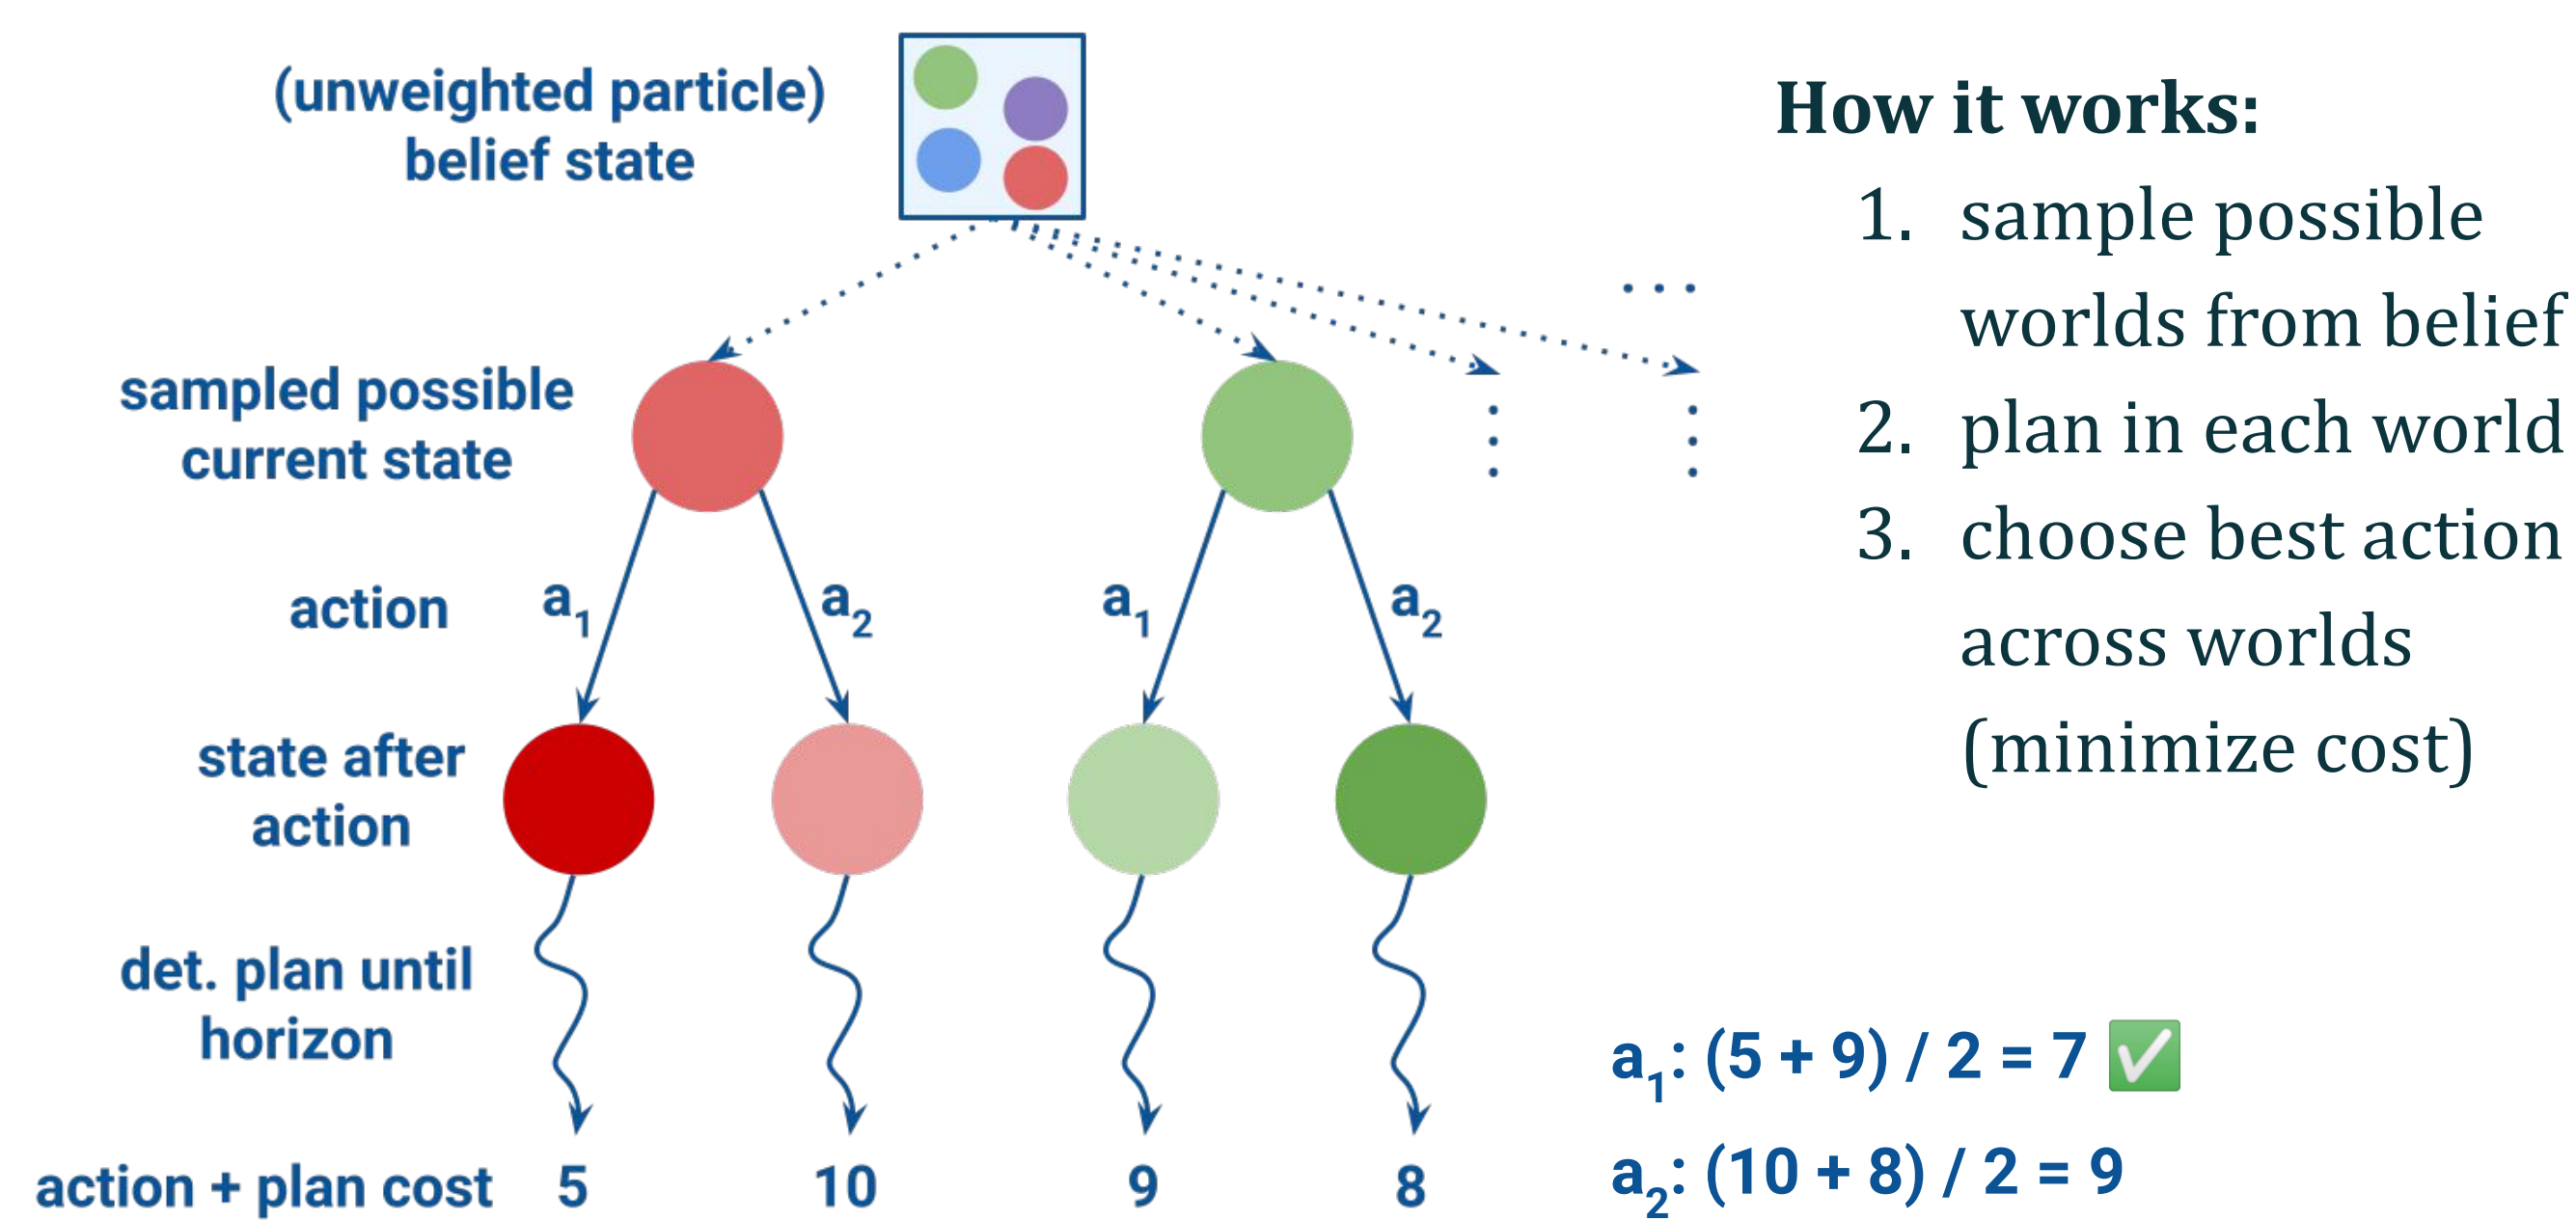 (unweighted particle)
belief state
How it works:
1. sample possible
worlds from belief
2. plan in each world
3. choose best action
across worlds
(minimize cost)
...
sampled possible
current state
action
a₁
a₂
a₁
a₂
state after
action
det. plan until
horizon
action + plan cost
5
10
9
8
a₁: (5 + 9) / 2 = 7 ✅
a₂: (10 + 8) / 2 = 9